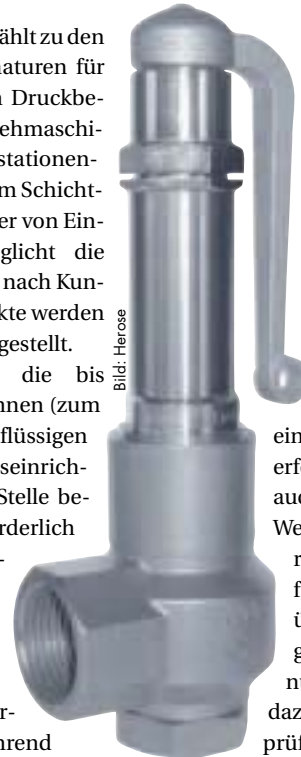 ählt zu den
naturen für
n Druckbe-
ehmaschi-
stationen-
m Schicht-
er von Ein-
glicht die
nach Kun-
kte werden
gestellt.
die bis
nnen (zum
flüssigen
seinrich-
Stelle be-
rderlich
-
r-
hrend
Bild: Herose
ein
erfo
auc
We
r
f
ü
g
nu
daz
prüf